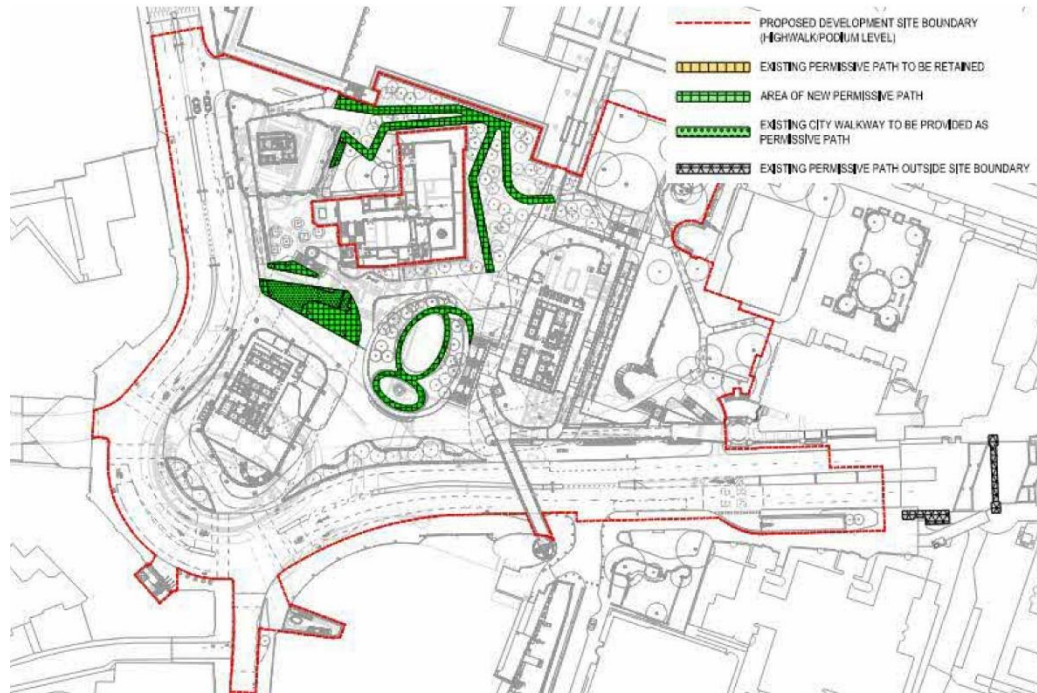 PROPOSED DEVELOPMENT SITE BOUNDARY
(HIGHWALK/PODIUM LEVEL)
EXISTING PERMISSIVE PATH TO BE RETAINED
AREA OF NEW PERMISSIVE PATH
EXISTING CITY WALKWAY TO BE PROVIDED AS
PERMISSIVE PATH
EXISTING PERMISSIVE PATH OUTSIDE SITE BOUNDARY